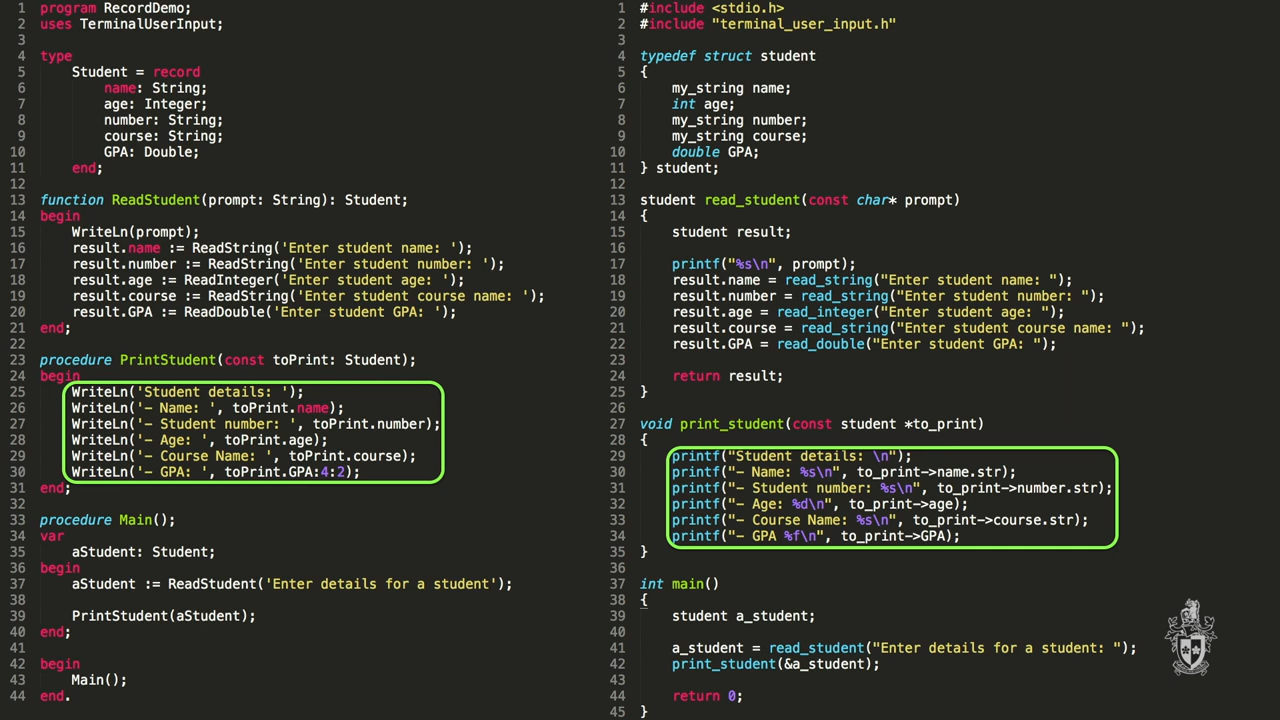 1 program RecordDemo;
2 uses TerminalUserInput;
3
4 type
5     Student = record
6         name: String;
7         age: Integer;
8         number: String;
9         course: String;
10         GPA: Double;
11     end;
12
13 function ReadStudent(prompt: String): Student;
14 begin
15     WriteLn(prompt);
16     result.name := ReadString('Enter student name: ');
17     result.number := ReadString('Enter student number: ');
18     result.age := ReadInteger('Enter student age: ');
19     result.course := ReadString('Enter student course name: ');
20     result.GPA := ReadDouble('Enter student GPA: ');
21 end;
22
23 procedure PrintStudent(const toPrint: Student);
24 begin
25     WriteLn('Student details: ');
26     WriteLn('- Name: ', toPrint.name);
27     WriteLn('- Student number: ', toPrint.number);
28     WriteLn('- Age: ', toPrint.age);
29     WriteLn('- Course Name: ', toPrint.course);
30     WriteLn('- GPA: ', toPrint.GPA:4:2);
31 end;
32
33 procedure Main();
34 var
35     aStudent: Student;
36 begin
37     aStudent := ReadStudent('Enter details for a student');
38
39     PrintStudent(aStudent);
40 end;
41
42 begin
43     Main();
44 end.
1 #include <stdio.h>
2 #include "terminal_user_input.h"
3
4 typedef struct student
5 {
6     my_string name;
7     int age;
8     my_string number;
9     my_string course;
10     double GPA;
11 } student;
12
13 student read_student(const char* prompt)
14 {
15     student result;
16
17     printf("%s\n", prompt);
18     result.name = read_string("Enter student name: ");
19     result.number = read_string("Enter student number: ");
20     result.age = read_integer("Enter student age: ");
21     result.course = read_string("Enter student course name: ");
22     result.GPA = read_double("Enter student GPA: ");
23
24     return result;
25 }
26
27 void print_student(const student *to_print)
28 {
29     printf("Student details: \n");
30     printf("- Name: %s\n", to_print->name.str);
31     printf("- Student number: %s\n", to_print->number.str);
32     printf("- Age: %d\n", to_print->age);
33     printf("- Course Name: %s\n", to_print->course.str);
34     printf("- GPA %f\n", to_print->GPA);
35 }
36
37 int main()
38 {
39     student a_student;
40
41     a_student = read_student("Enter details for a student: ");
42     print_student(&a_student);
43
44     return 0;
45 }